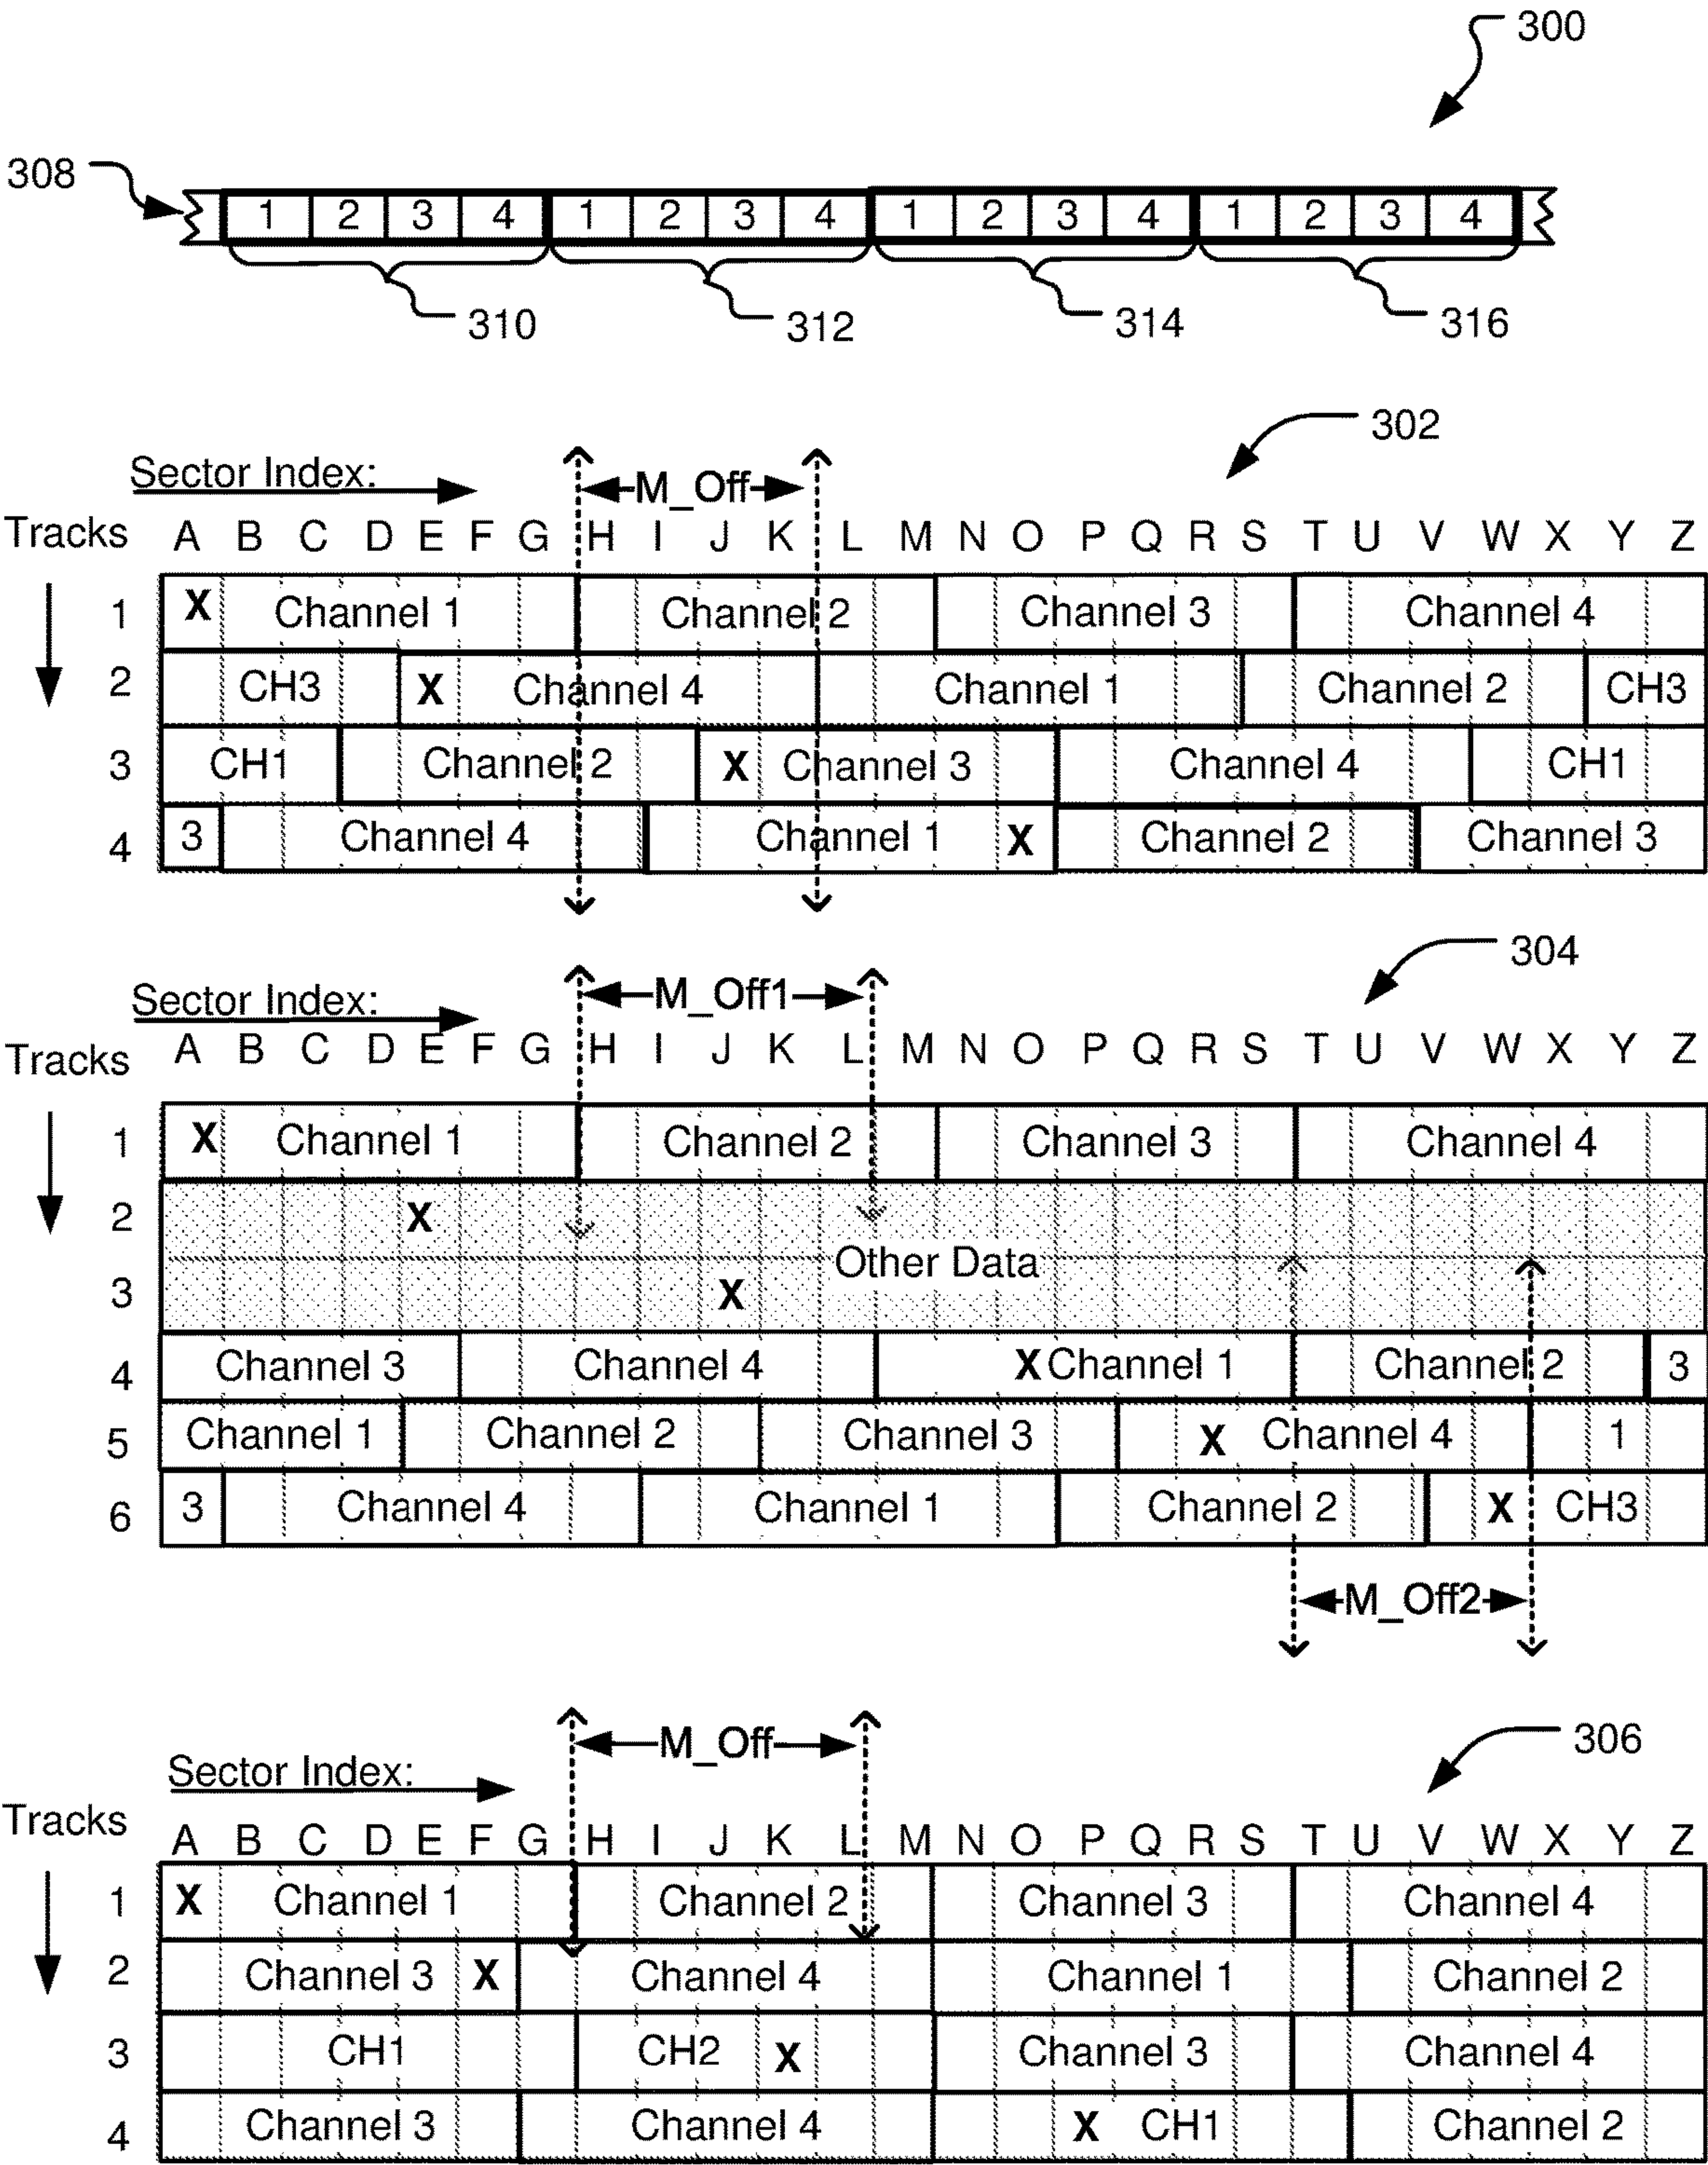 300
308
1 2 3 4 1 2 3 4 1 2 3 4 1 2 3 4
310 312 314 316
302
Sector Index:
M_Off
Tracks A B C D E F G H I J K L M N O P Q R S T U V W X Y Z
1 X Channel 1 Channel 2 Channel 3 Channel 4
2 CH3 X Channel 4 Channel 1 Channel 2 CH3
3 CH1 Channel 2 X Channel 3 Channel 4 CH1
4 3 Channel 4 Channel 1 X Channel 2 Channel 3
304
Sector Index:
M_Off1
Tracks A B C D E F G H I J K L M N O P Q R S T U V W X Y Z
1 X Channel 1 Channel 2 Channel 3 Channel 4
2 X
Other Data
3 X
4 Channel 3 Channel 4 X Channel 1 Channel 2 3
5 Channel 1 Channel 2 Channel 3 X Channel 4 1
6 3 Channel 4 Channel 1 Channel 2 X CH3
M_Off2
306
M_Off
Sector Index:
Tracks A B C D E F G H I J K L M N O P Q R S T U V W X Y Z
1 X Channel 1 Channel 2 Channel 3 Channel 4
2 Channel 3 X Channel 4 Channel 1 Channel 2
3 CH1 CH2 X Channel 3 Channel 4
4 Channel 3 Channel 4 X CH1 Channel 2